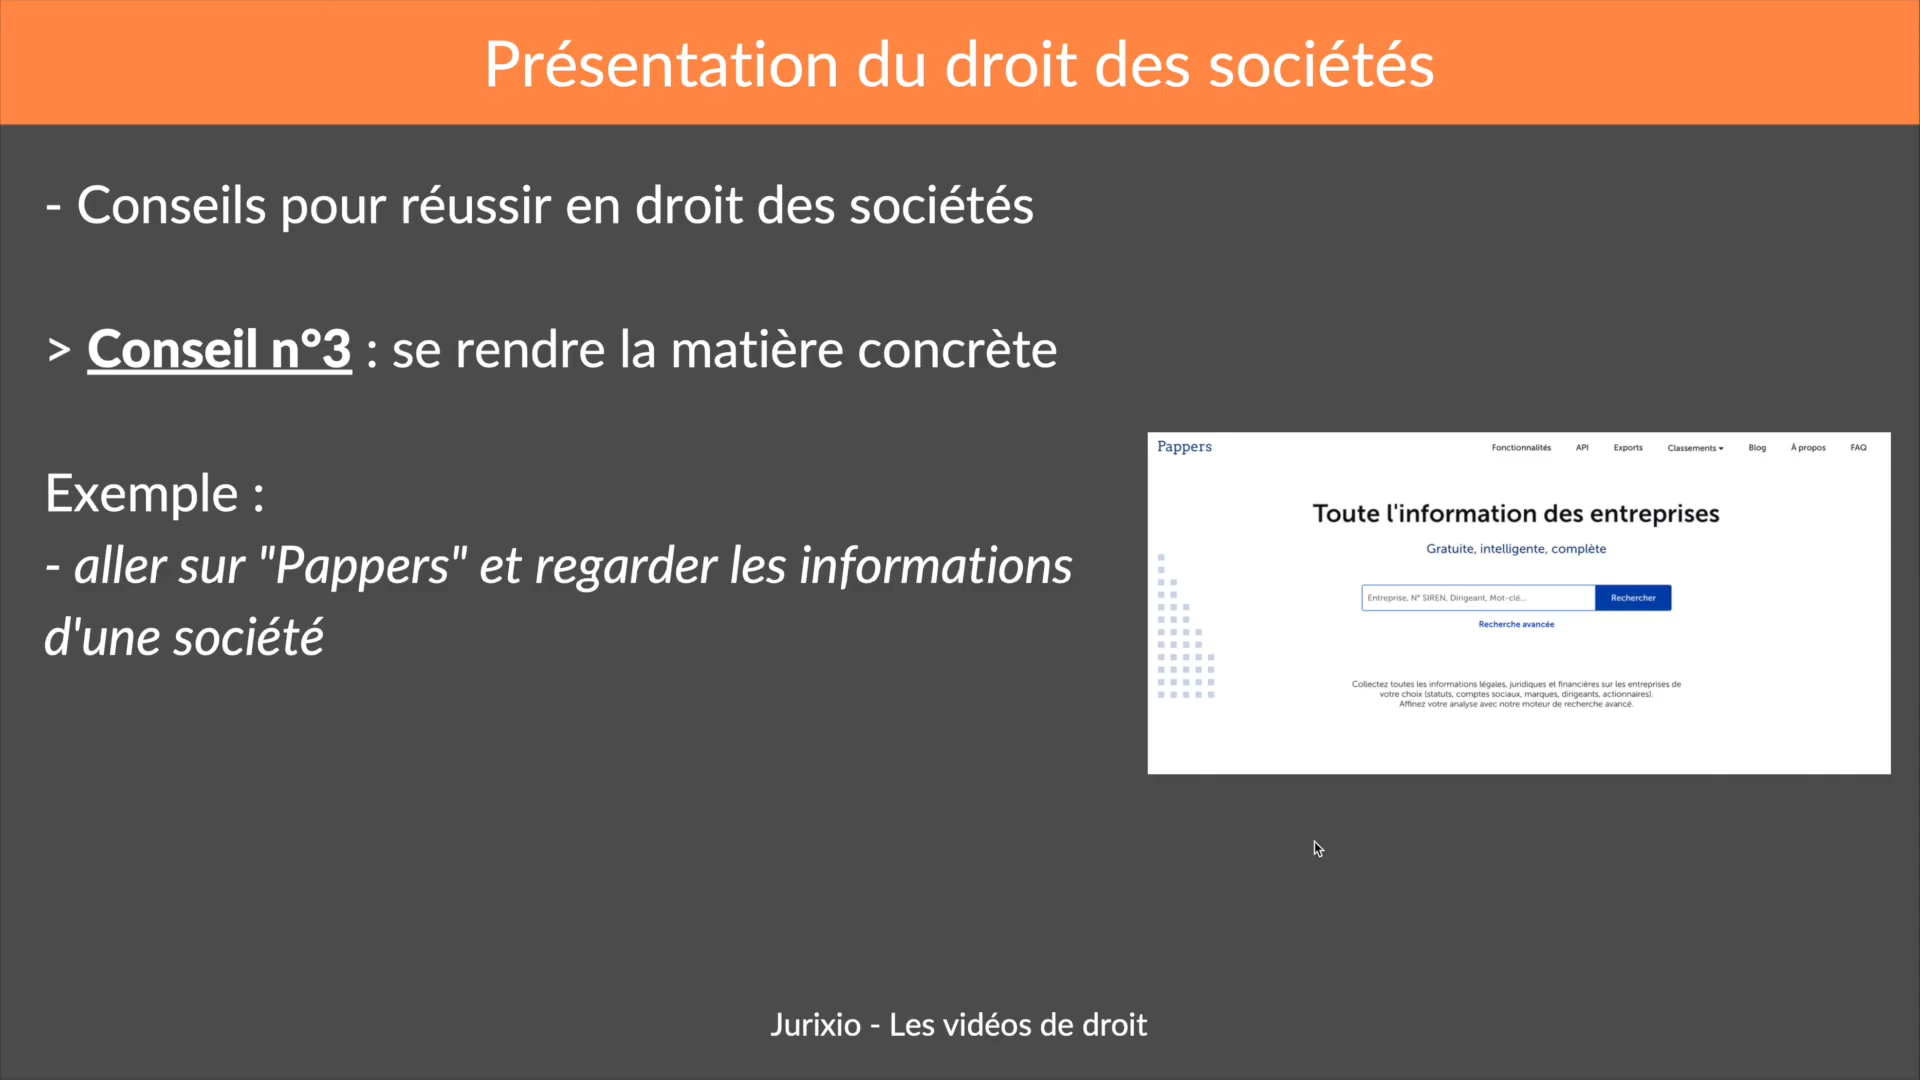 Présentation du droit des sociétés
- Conseils pour réussir en droit des sociétés
> Conseil n°3 : se rendre la matière concrète
Exemple :
- aller sur "Pappers" et regarder les informations
d'une société
Pappers
Fonctionnalités API Exports Classements Blog À propos FAQ
Toute l'information des entreprises
Gratuite, intelligente, complète
Entreprise, N° SIREN, Dirigeant, Mot-clé... Rechercher
Recherche avancée
Collectez toutes les informations légales, juridiques et financières sur les entreprises de
votre choix (statuts, comptes sociaux, marques, dirigeants, actionnaires).
Affinez votre analyse avec notre moteur de recherche avancé.
Jurixio - Les vidéos de droit